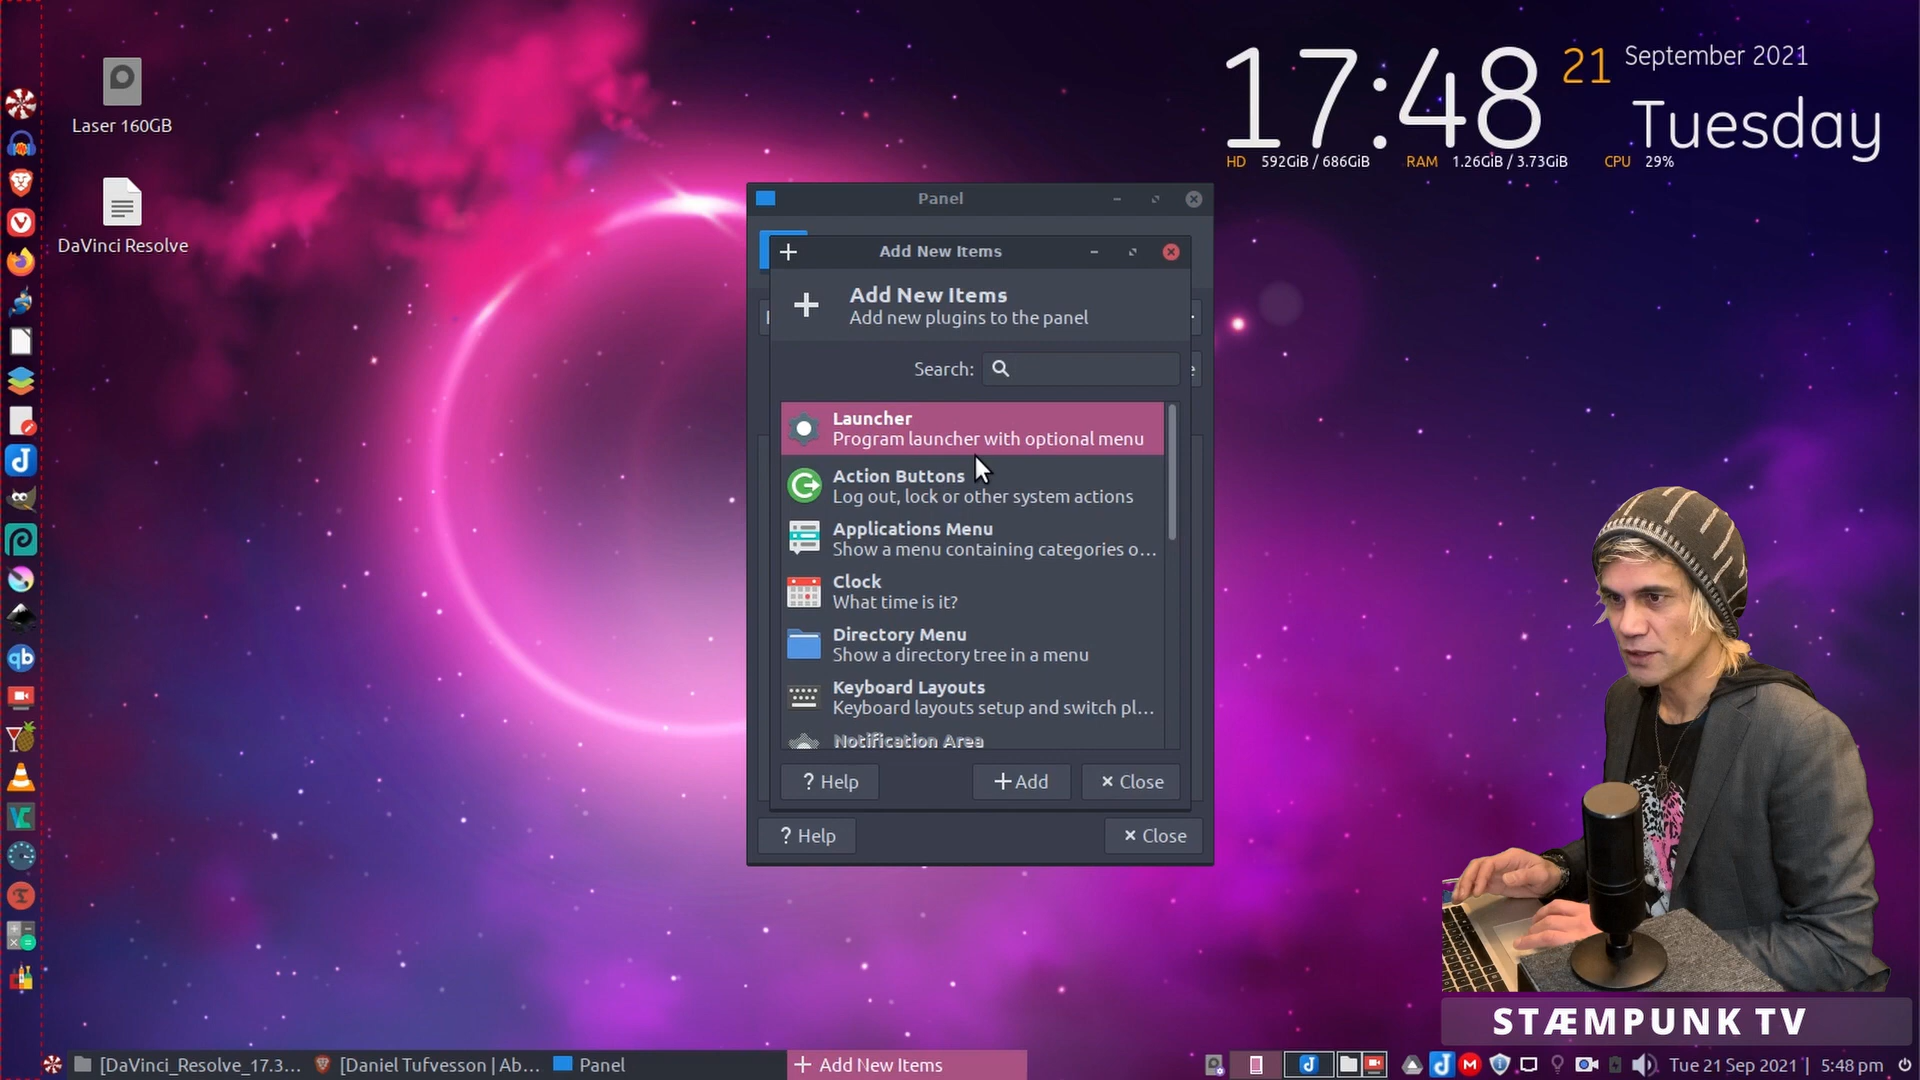 17:48
21
September 2021
Tuesday
HD 592GiB / 686GiB RAM 1.26GiB / 3.73GiB CPU 29%
Laser 160GB
DaVinci Resolve
Panel
Add New Items
Add New Items
Add new plugins to the panel
Search:
Launcher
Program launcher with optional menu
Action Buttons
Log out, lock or other system actions
Applications Menu
Show a menu containing categories o...
Clock
What time is it?
Directory Menu
Show a directory tree in a menu
Keyboard Layouts
Keyboard layouts setup and switch pl...
Notification Area
? Help
+Add
× Close
? Help
× Close
qb
STÆMPUNK TV
[DaVinci_Resolve_17.3...
[Daniel Tufvesson | Ab...
Panel
Add New Items
Tue 21 Sep 2021 | 5:48 pm